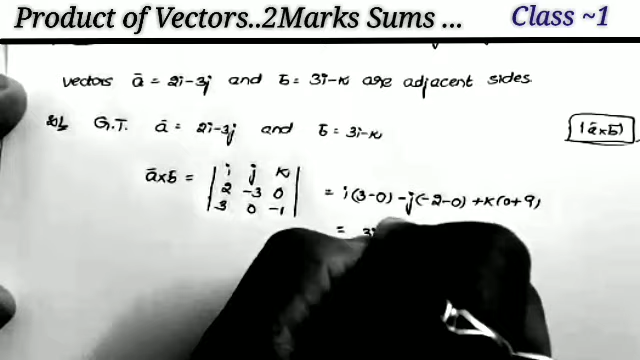 Product of Vectors..2Marks Sums ... Class ~1
vectors ā = 2i-3j and b̄ = 3i-k are adjacent sides
Sol G.T. ā = 2i-3j and b̄ = 3i-k |ā×b̄|
ā×b̄ = | i j k |
| 2 -3 0 | = i(3-0) -j(-2-0) +k(0+9)
| 3 0 -1 |
= 3i